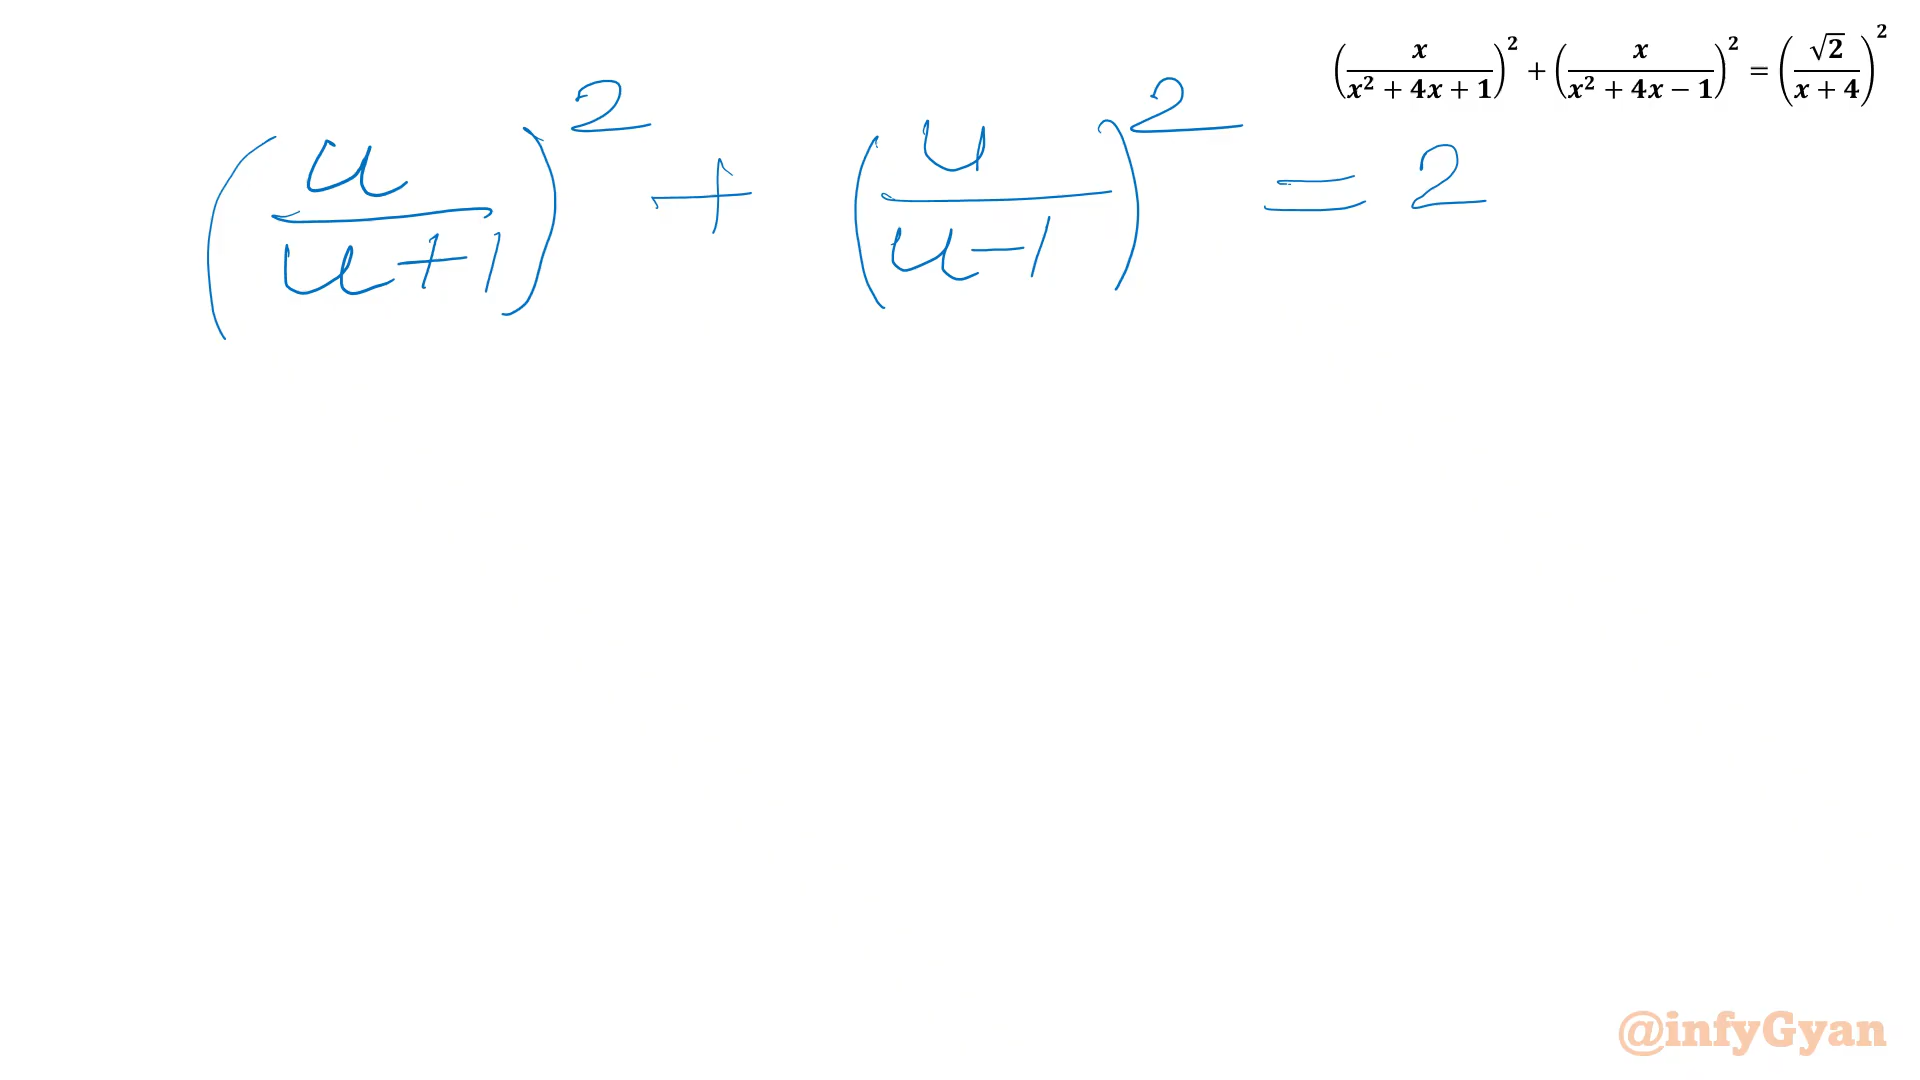 (x/(x² + 4x + 1))² + (x/(x² + 4x − 1))² = (√2/(x + 4))²
(u/(u+1))² + (u/(u−1))² = 2
@infyGyan